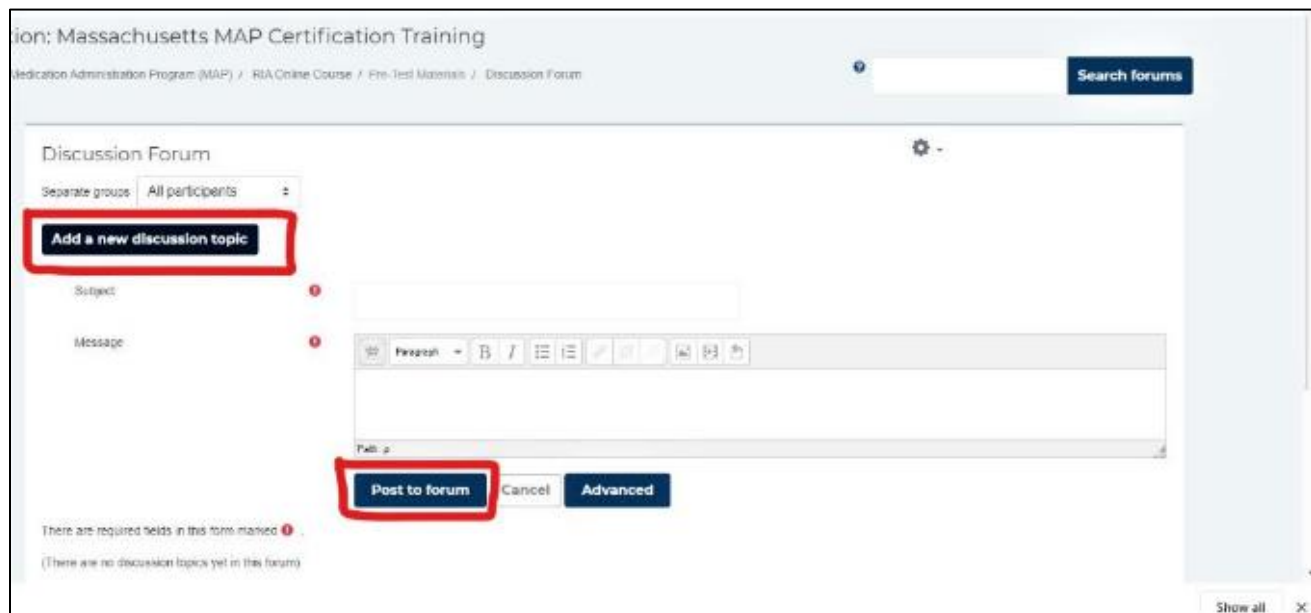 ion: Massachusetts MAP Certification Training
Medication Administration Program (MAP) / RIA Online Course / Pre-Test Materials / Discussion Forum
Search forums
Discussion Forum
Separate groups All participants
Add a new discussion topic
Subject
Message
Paragraph B I
Path: p
Post to forum Cancel Advanced
There are required fields in this form marked .
(There are no discussion topics yet in this forum)
Show all X